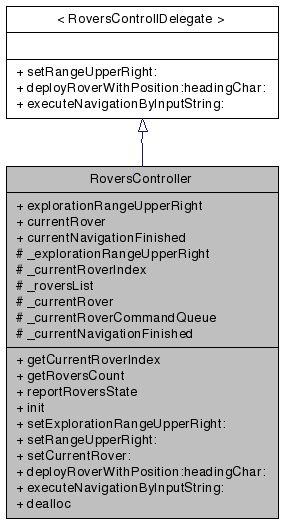 < RoversControllDelegate >
+ setRangeUpperRight:
+ deployRoverWithPosition:headingChar:
+ executeNavigationByInputString:
RoversController
+ explorationRangeUpperRight
+ currentRover
+ currentNavigationFinished
# _explorationRangeUpperRight
# _currentRoverIndex
# _roversList
# _currentRover
# _currentRoverCommandQueue
# _currentNavigationFinished
+ getCurrentRoverIndex
+ getRoversCount
+ reportRoversState
+ init
+ setExplorationRangeUpperRight:
+ setRangeUpperRight:
+ setCurrentRover:
+ deployRoverWithPosition:headingChar:
+ executeNavigationByInputString:
+ dealloc